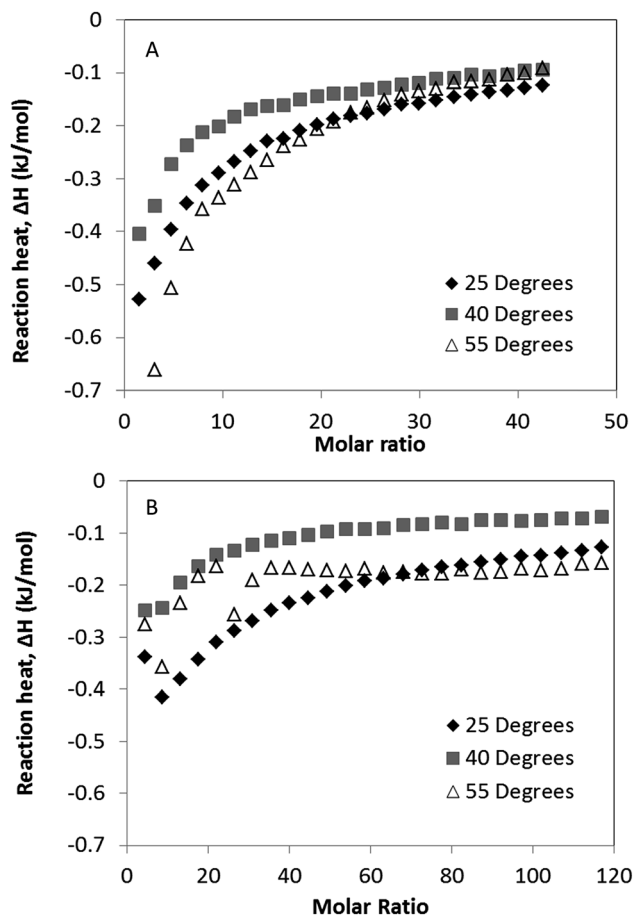 A
Reaction heat, ΔH (kJ/mol)
0
-0.1
-0.2
-0.3
-0.4
-0.5
-0.6
-0.7
25 Degrees
40 Degrees
55 Degrees
0 10 20 30 40 50
Molar ratio
B
Reaction heat, ΔH (kJ/mol)
0
-0.1
-0.2
-0.3
-0.4
-0.5
-0.6
-0.7
25 Degrees
40 Degrees
55 Degrees
0 20 40 60 80 100 120
Molar Ratio